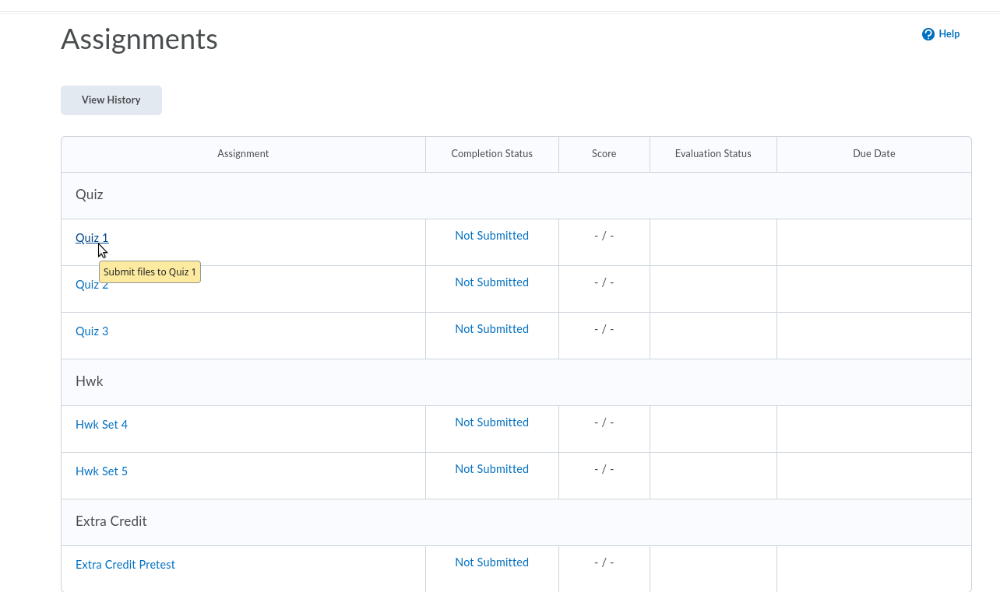 Assignments
Help
View History
Assignment Completion Status Score Evaluation Status Due Date
Quiz
Quiz 1 Not Submitted - / -
Submit files to Quiz 1
Quiz 2 Not Submitted - / -
Quiz 3 Not Submitted - / -
Hwk
Hwk Set 4 Not Submitted - / -
Hwk Set 5 Not Submitted - / -
Extra Credit
Extra Credit Pretest Not Submitted - / -